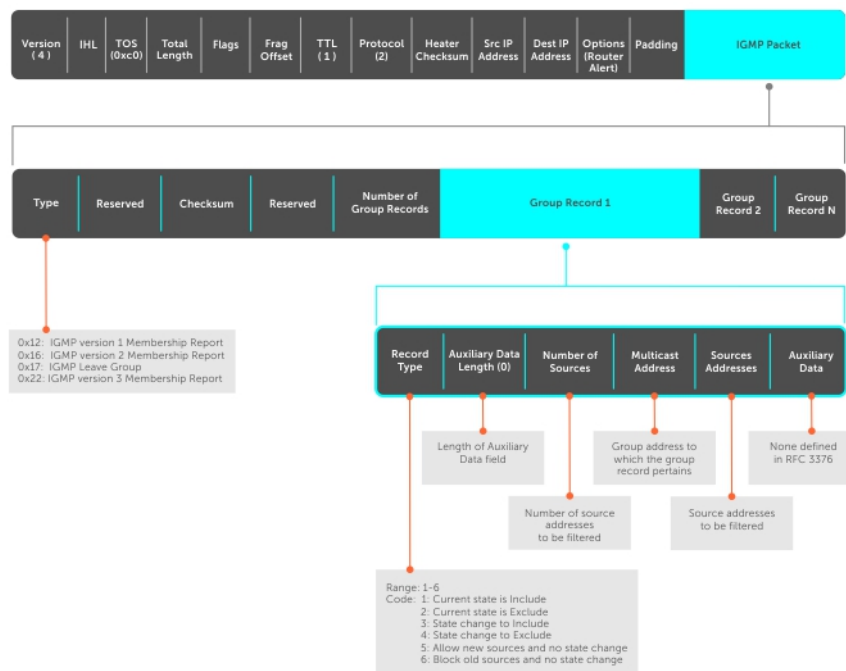 Version
( 4 )
IHL
TOS
(0xc0)
Total
Length
Flags
Frag
Offset
TTL
( 1 )
Protocol
(2)
Heater
Checksum
Src IP
Address
Dest IP
Address
Options
(Router
Alert)
Padding
IGMP Packet
Type
Reserved
Checksum
Reserved
Number of
Group Records
Group Record 1
Group
Record 2
Group
Record N
0x12: IGMP version 1 Membership Report
0x16: IGMP version 2 Membership Report
0x17: IGMP Leave Group
0x22: IGMP version 3 Membership Report
Record
Type
Auxiliary Data
Length (0)
Number of
Sources
Multicast
Address
Sources
Addresses
Auxiliary
Data
Length of Auxiliary
Data field
Group address to
which the group
record pertains
None defined
in RFC 3376
Number of source
addresses
to be filtered
Source addresses
to be filtered
Range: 1-6
Code: 1: Current state is Include
2: Current state is Exclude
3: State change to Include
4: State change to Exclude
5: Allow new sources and no state change
6: Block old sources and no state change